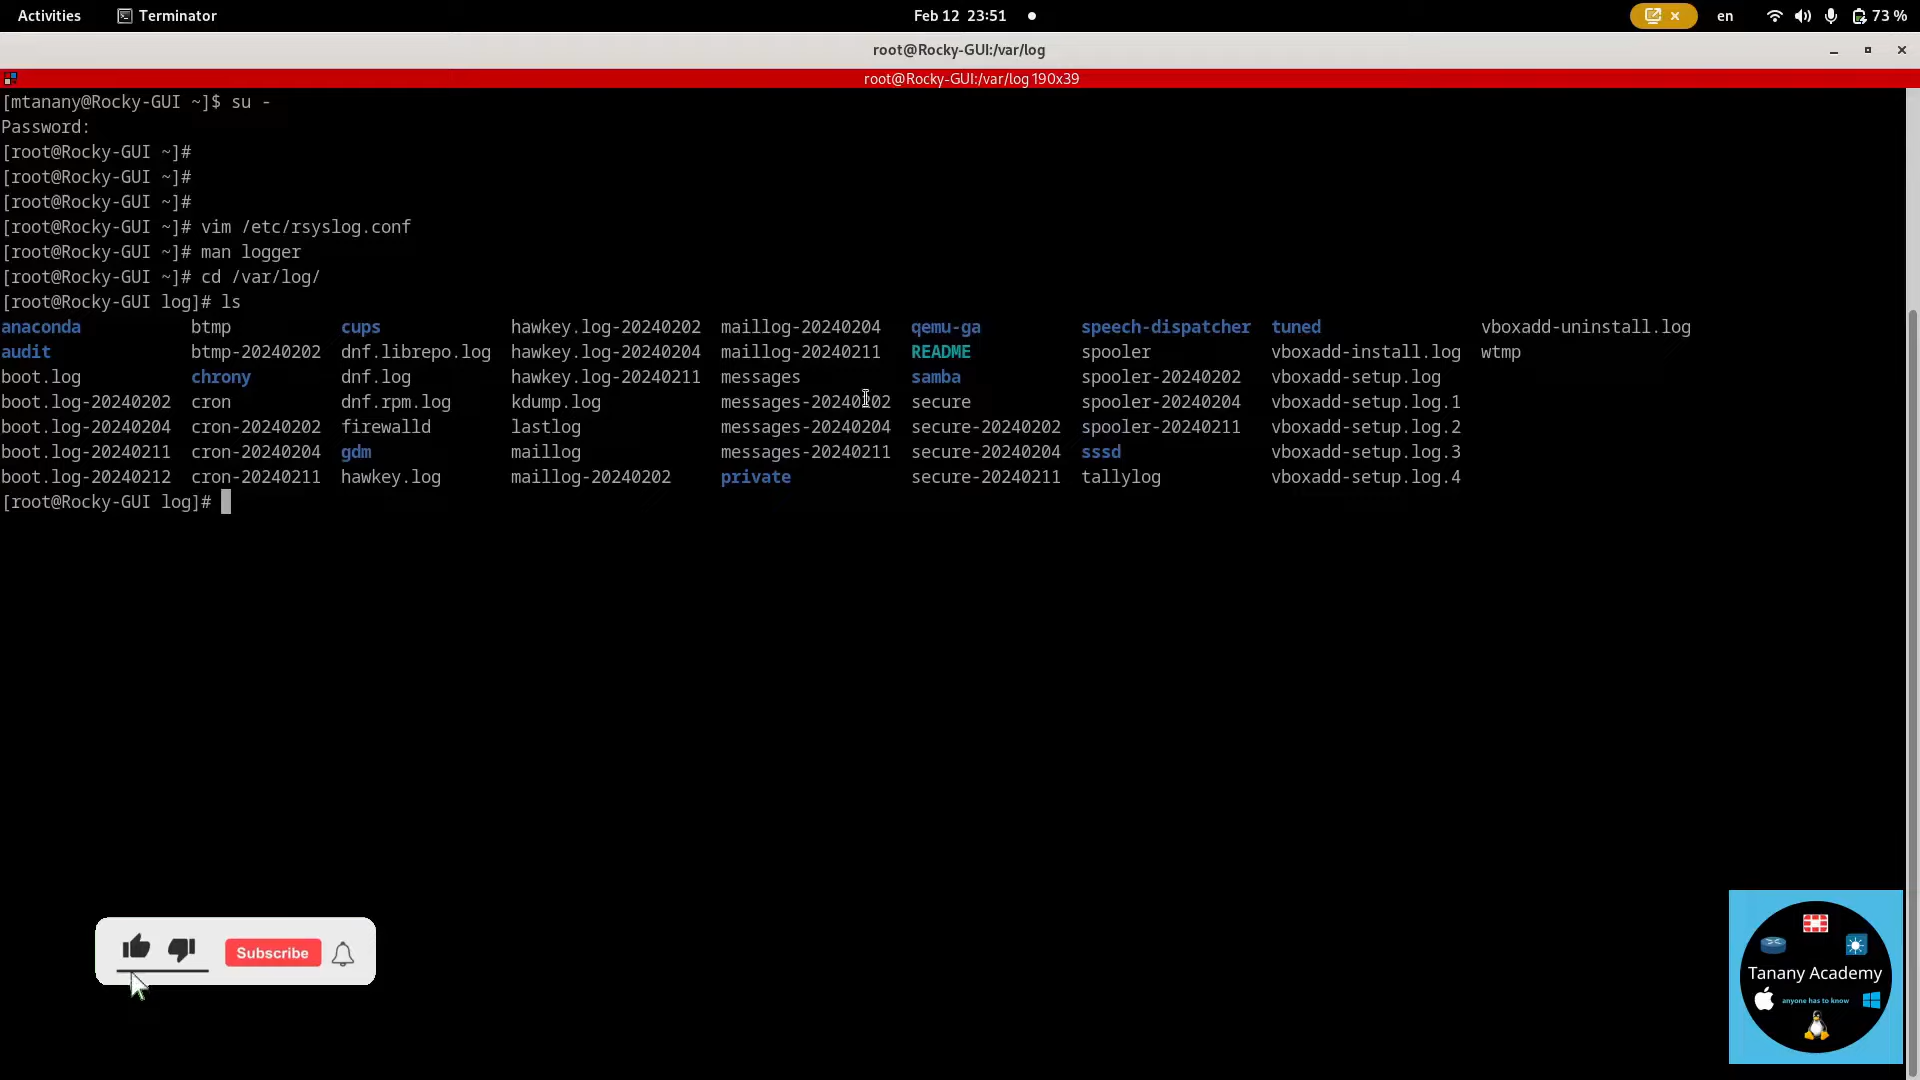 Activities Terminator Feb 12 23:51 en 73 %
root@Rocky-GUI:/var/log
root@Rocky-GUI:/var/log 190x39
[mtanany@Rocky-GUI ~]$ su -
Password:
[root@Rocky-GUI ~]#
[root@Rocky-GUI ~]#
[root@Rocky-GUI ~]#
[root@Rocky-GUI ~]# vim /etc/rsyslog.conf
[root@Rocky-GUI ~]# man logger
[root@Rocky-GUI ~]# cd /var/log/
[root@Rocky-GUI log]# ls
anaconda btmp cups hawkey.log-20240202 maillog-20240204 qemu-ga speech-dispatcher tuned vboxadd-uninstall.log
audit btmp-20240202 dnf.librepo.log hawkey.log-20240204 maillog-20240211 README spooler vboxadd-install.log wtmp
boot.log chrony dnf.log hawkey.log-20240211 messages samba spooler-20240202 vboxadd-setup.log
boot.log-20240202 cron dnf.rpm.log kdump.log messages-20240202 secure spooler-20240204 vboxadd-setup.log.1
boot.log-20240204 cron-20240202 firewalld lastlog messages-20240204 secure-20240202 spooler-20240211 vboxadd-setup.log.2
boot.log-20240211 cron-20240204 gdm maillog messages-20240211 secure-20240204 sssd vboxadd-setup.log.3
boot.log-20240212 cron-20240211 hawkey.log maillog-20240202 private secure-20240211 tallylog vboxadd-setup.log.4
[root@Rocky-GUI log]#
Subscribe
Tanany Academy
anyone has to know